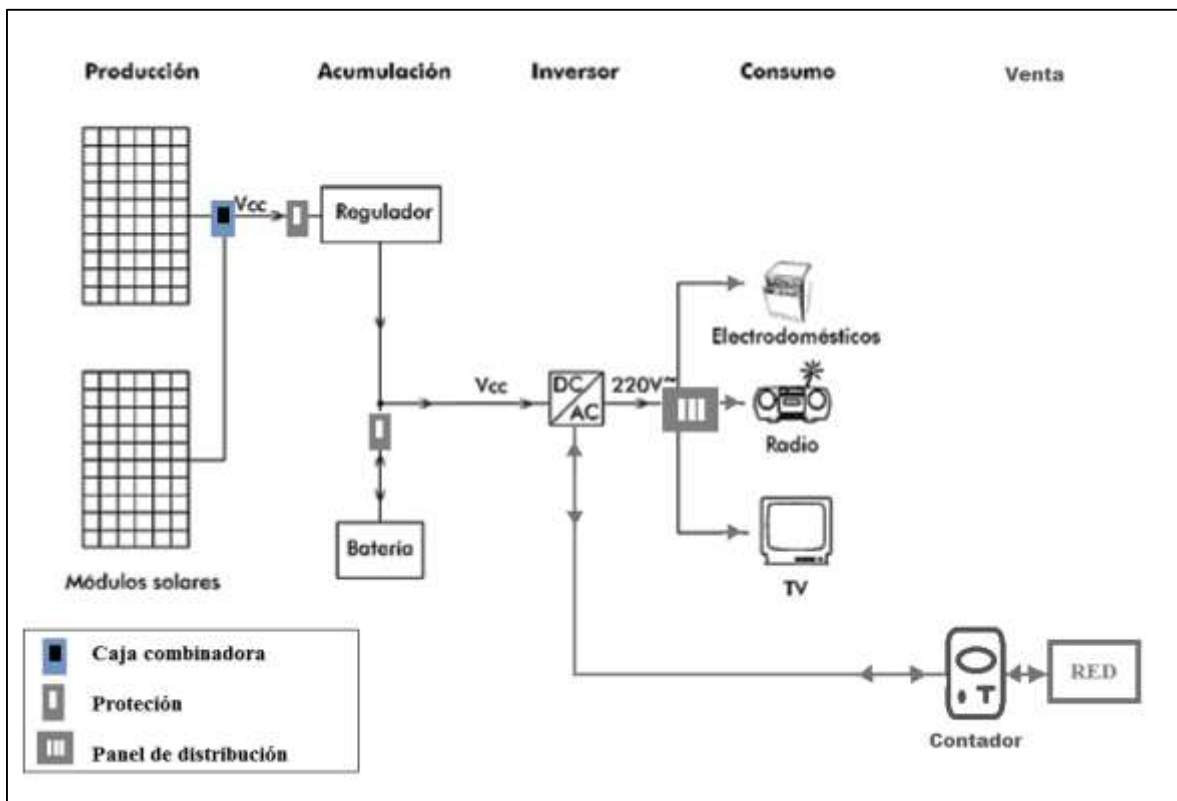 Producción
Acumulación
Inversor
Consumo
Venta
Vcc
Regulador
Electrodomésticos
Vcc
DC
AC
220V~
Radio
Batería
Módulos solares
TV
Caja combinadora
Proteción
Panel de distribución
T
RED
Contador